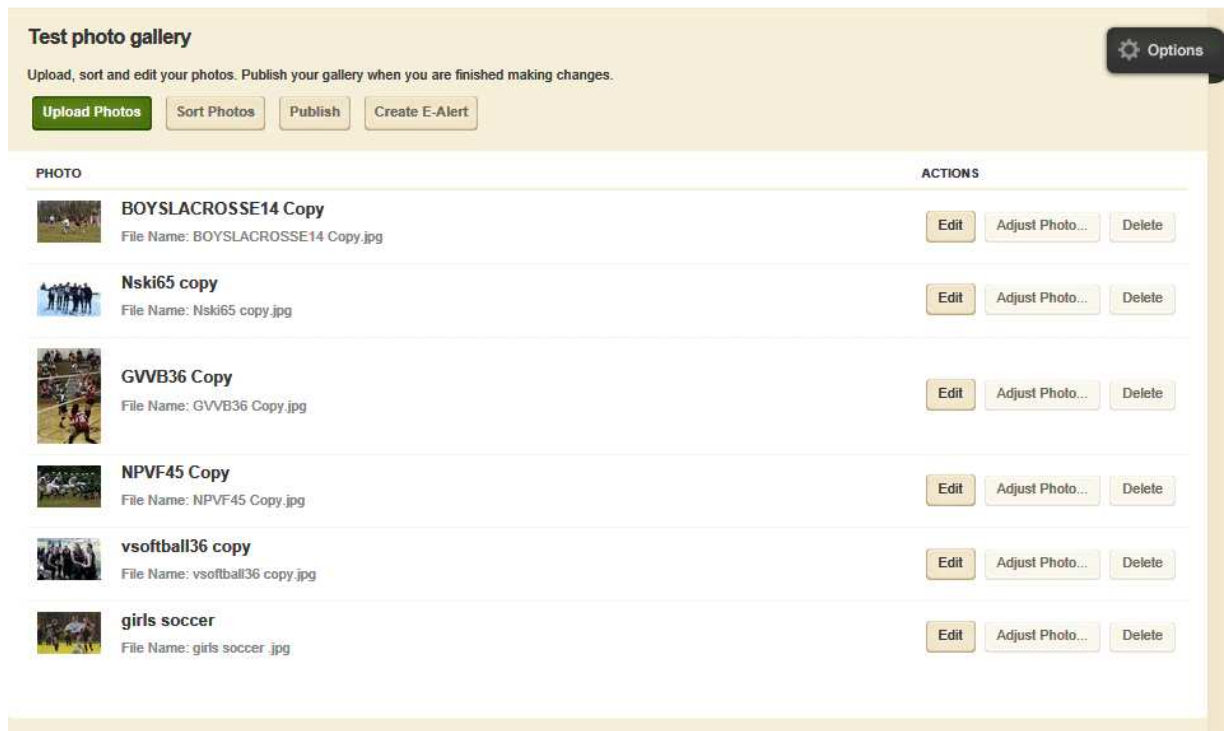 Test photo gallery
Options
Upload, sort and edit your photos. Publish your gallery when you are finished making changes.
Upload Photos Sort Photos Publish Create E-Alert
PHOTO ACTIONS
BOYSLACROSSE14 Copy
File Name: BOYSLACROSSE14 Copy.jpg
Edit Adjust Photo... Delete
Nski65 copy
File Name: Nski65 copy.jpg
Edit Adjust Photo... Delete
GVVB36 Copy
File Name: GVVB36 Copy.jpg
Edit Adjust Photo... Delete
NPVF45 Copy
File Name: NPVF45 Copy.jpg
Edit Adjust Photo... Delete
vsoftball36 copy
File Name: vsoftball36 copy.jpg
Edit Adjust Photo... Delete
girls soccer
File Name: girls soccer .jpg
Edit Adjust Photo... Delete